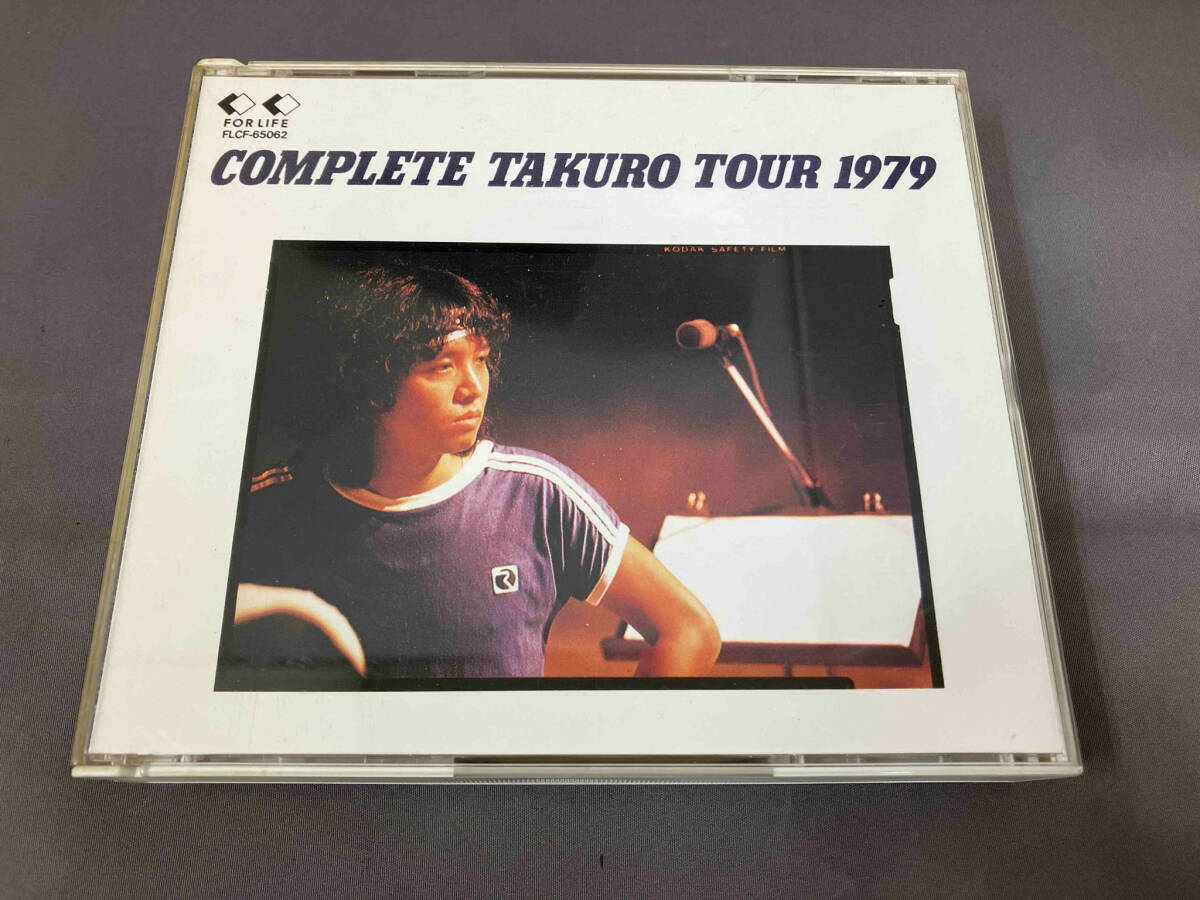 FOR LIFE
FLCF-65062
COMPLETE TAKURO TOUR 1979
KODAK SAFETY FILM